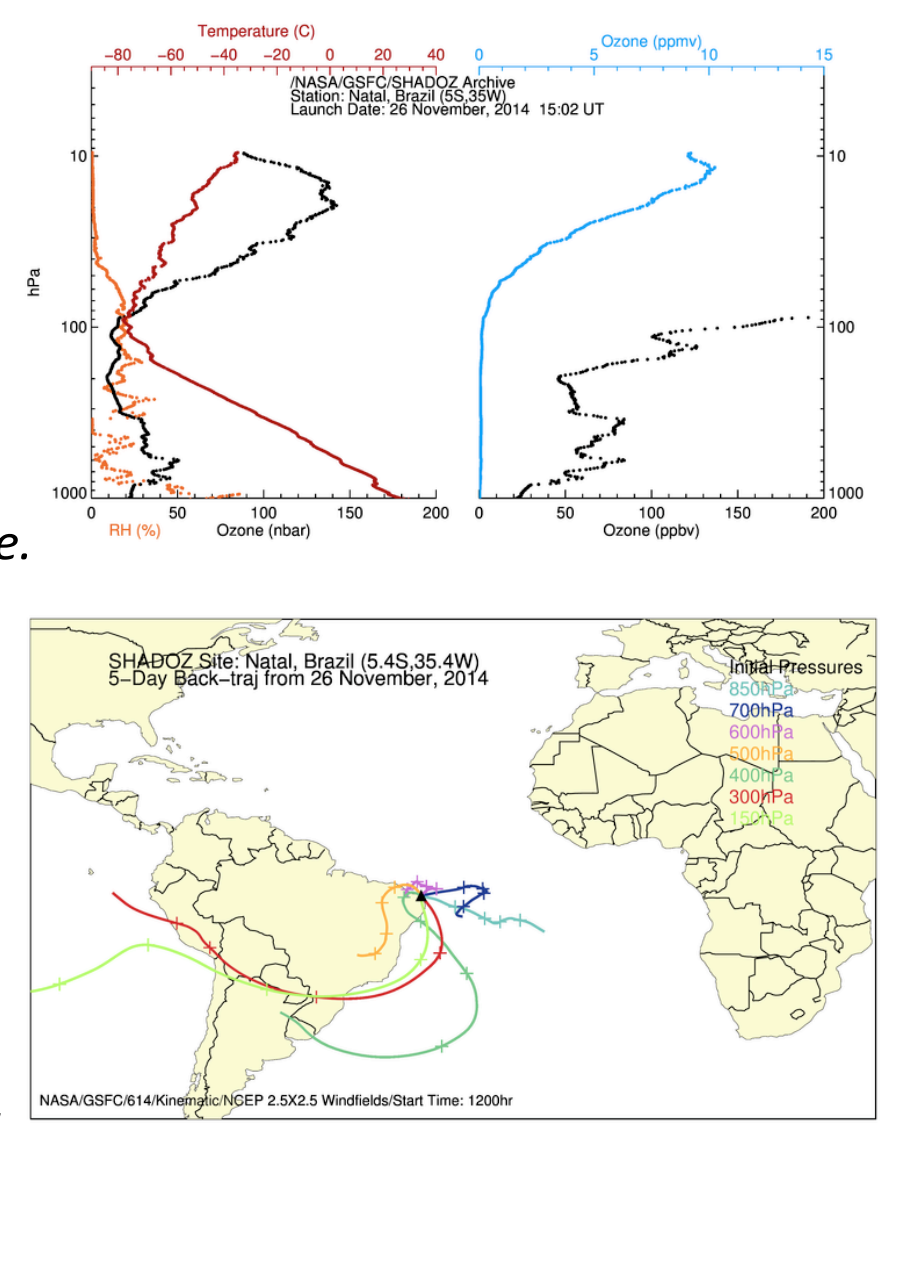 Temperature (C)
−80 −60 −40 −20 0 20 40
Ozone (ppmv)
0 5 10 15
/NASA/GSFC/SHADOZ Archive
Station: Natal, Brazil (5S,35W)
Launch Date: 26 November, 2014 15:02 UT
10 10
hPa
100 100
1000 1000
0 50 100 150 200
0 50 100 150 200
RH (%) Ozone (nbar)
Ozone (ppbv)
e.
SHADOZ Site: Natal, Brazil (5.4S,35.4W)
5−Day Back−traj from 26 November, 2014
Initial Pressures
850hPa
700hPa
600hPa
500hPa
400hPa
300hPa
150hPa
NASA/GSFC/614/Kinematic/NCEP 2.5X2.5 Windfields/Start Time: 1200hr